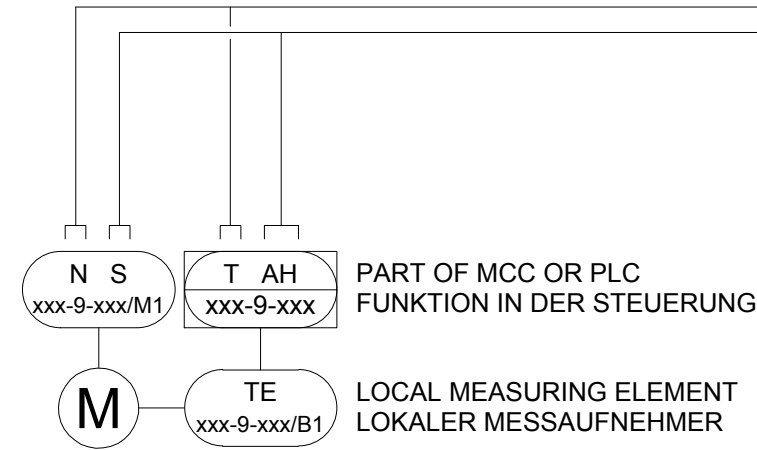 N S
xxx-9-xxx/M1
T AH
xxx-9-xxx
PART OF MCC OR PLC
FUNKTION IN DER STEUERUNG
M
TE
xxx-9-xxx/B1
LOCAL MEASURING ELEMENT
LOKALER MESSAUFNEHMER